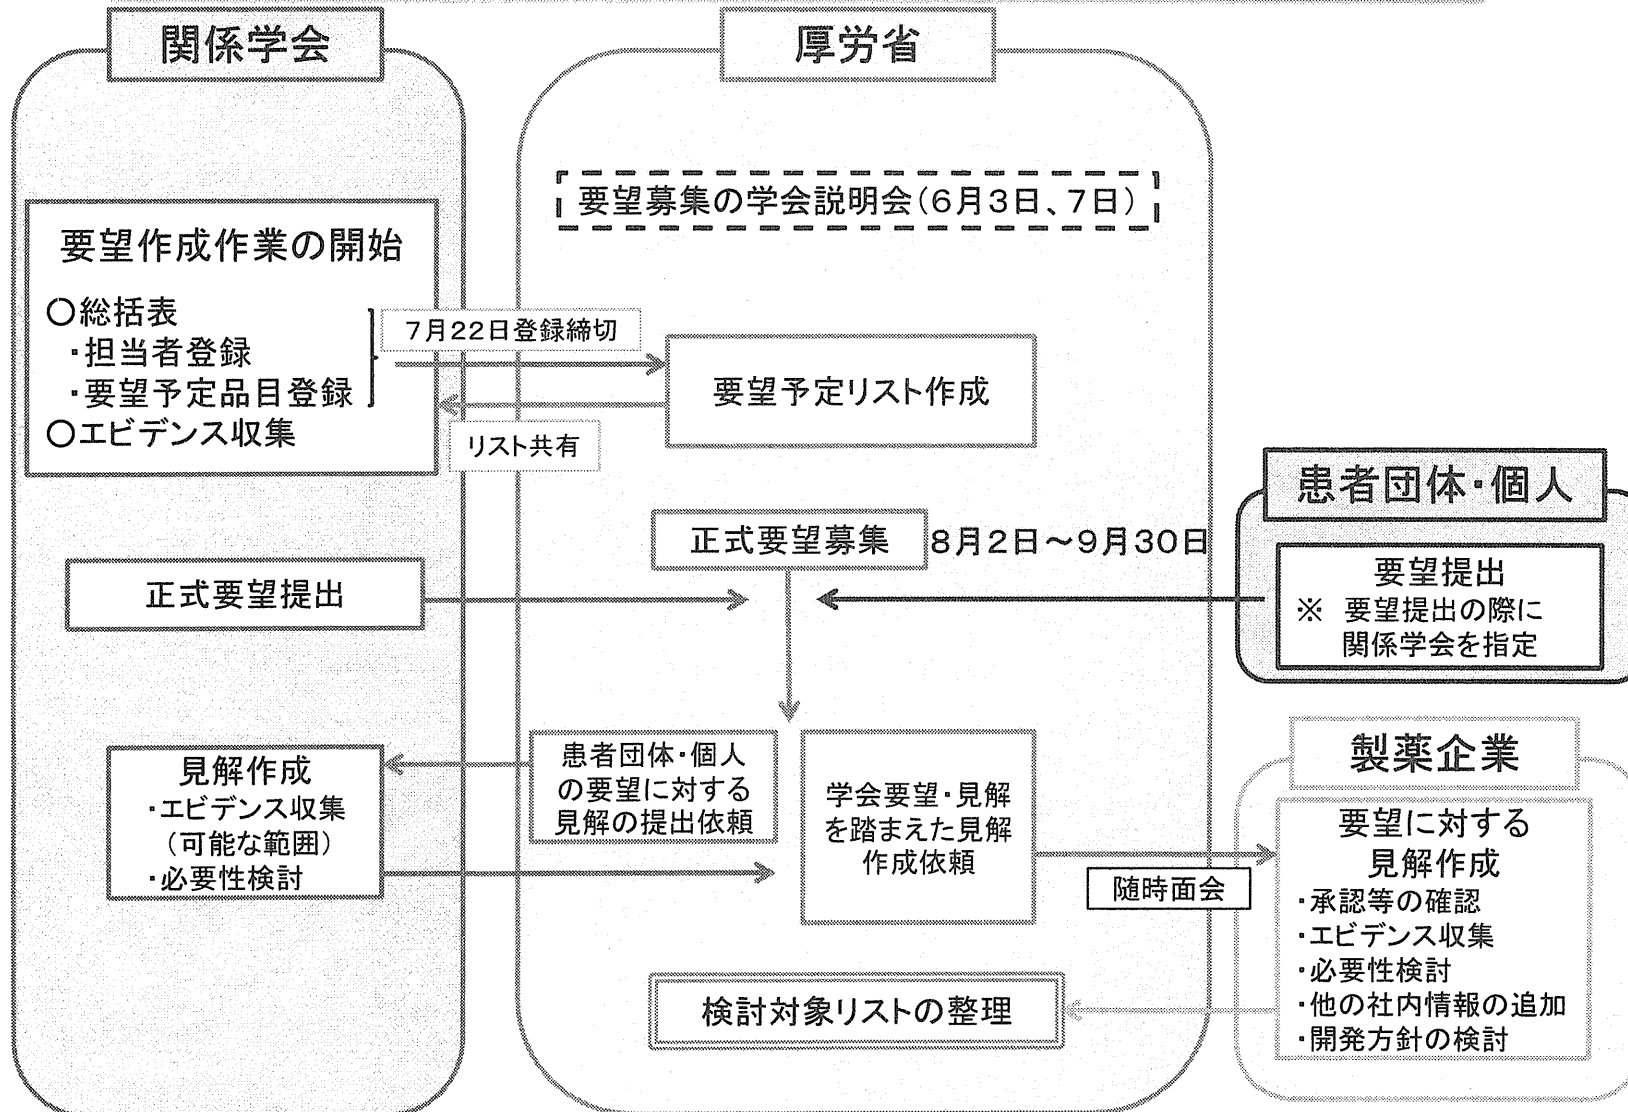 関係学会
厚労省
要望募集の学会説明会(6月3日、7日)
要望作成作業の開始
○総括表
・担当者登録
・要望予定品目登録
○エビデンス収集
7月22日登録締切
リスト共有
要望予定リスト作成
患者団体・個人
正式要望募集
8月2日～9月30日
正式要望提出
要望提出
※ 要望提出の際に
関係学会を指定
見解作成
・エビデンス収集
(可能な範囲)
・必要性検討
患者団体・個人
の要望に対する
見解の提出依頼
学会要望・見解
を踏まえた見解
作成依頼
随時面会
製薬企業
要望に対する
見解作成
・承認等の確認
・エビデンス収集
・必要性検討
・他の社内情報の追加
・開発方針の検討
検討対象リストの整理